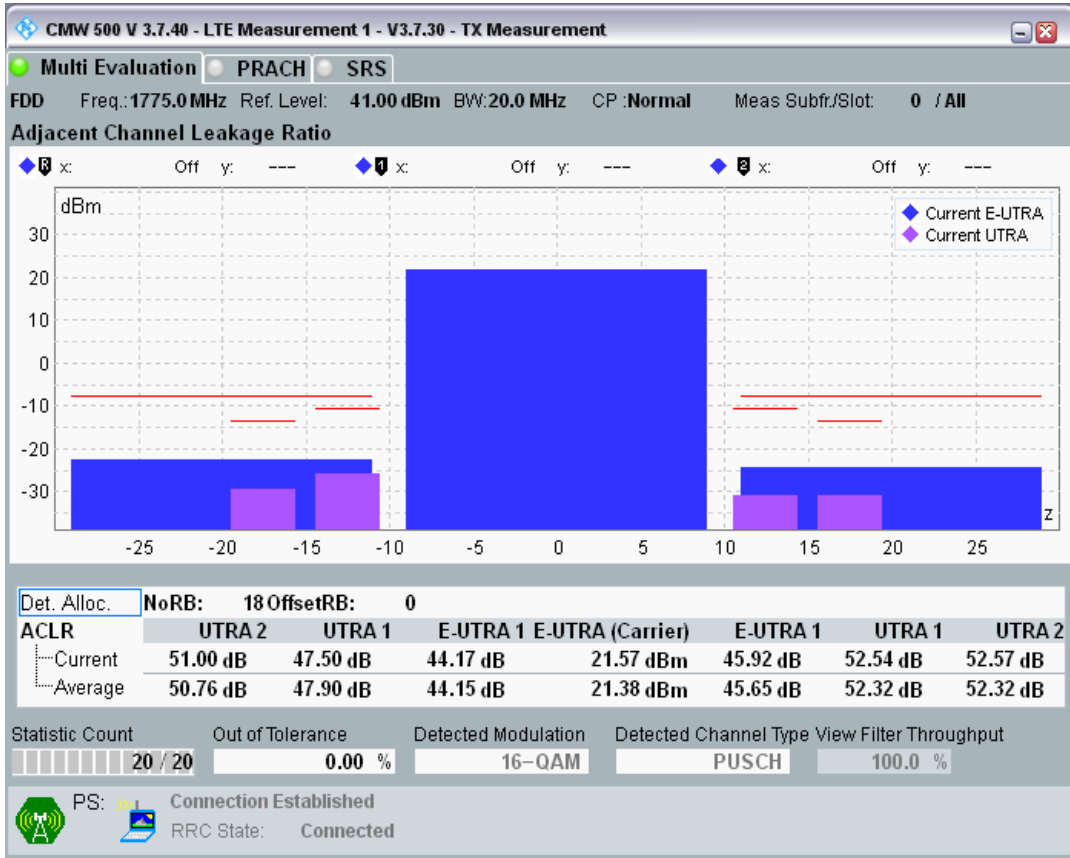 CMW 500 V 3.7.40 - LTE Measurement 1 - V3.7.30 - TX Measurement
Multi Evaluation PRACH SRS
FDD Freq.:1775.0 MHz Ref. Level: 41.00 dBm BW:20.0 MHz CP :Normal Meas Subfr./Slot: 0 / All
Adjacent Channel Leakage Ratio
R x: Off y: --- 1 x: Off y: --- 2 x: Off y: ---
dBm
Current E-UTRA
Current UTRA
30
20
10
0
-10
-20
-30
z
-25 -20 -15 -10 -5 0 5 10 15 20 25
Det. Alloc. NoRB: 18 OffsetRB: 0
ACLR UTRA 2 UTRA 1 E-UTRA 1 E-UTRA (Carrier) E-UTRA 1 UTRA 1 UTRA 2
Current 51.00 dB 47.50 dB 44.17 dB 21.57 dBm 45.92 dB 52.54 dB 52.57 dB
Average 50.76 dB 47.90 dB 44.15 dB 21.38 dBm 45.65 dB 52.32 dB 52.32 dB
Statistic Count Out of Tolerance Detected Modulation Detected Channel Type View Filter Throughput
20 / 20 0.00 % 16-QAM PUSCH 100.0 %
PS: Connection Established
RRC State: Connected